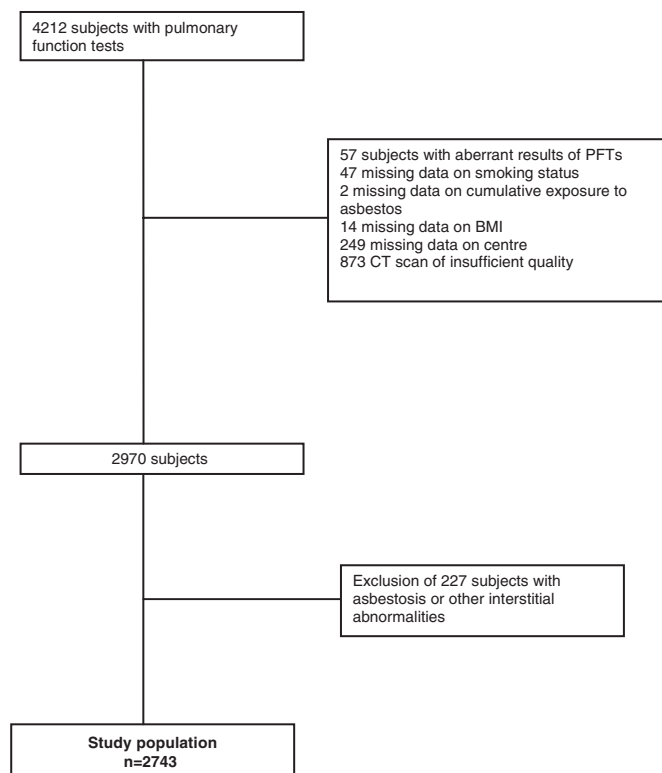 4212 subjects with pulmonary
function tests
57 subjects with aberrant results of PFTs
47 missing data on smoking status
2 missing data on cumulative exposure to
asbestos
14 missing data on BMI
249 missing data on centre
873 CT scan of insufficient quality
2970 subjects
Exclusion of 227 subjects with
asbestosis or other interstitial
abnormalities
Study population
n=2743